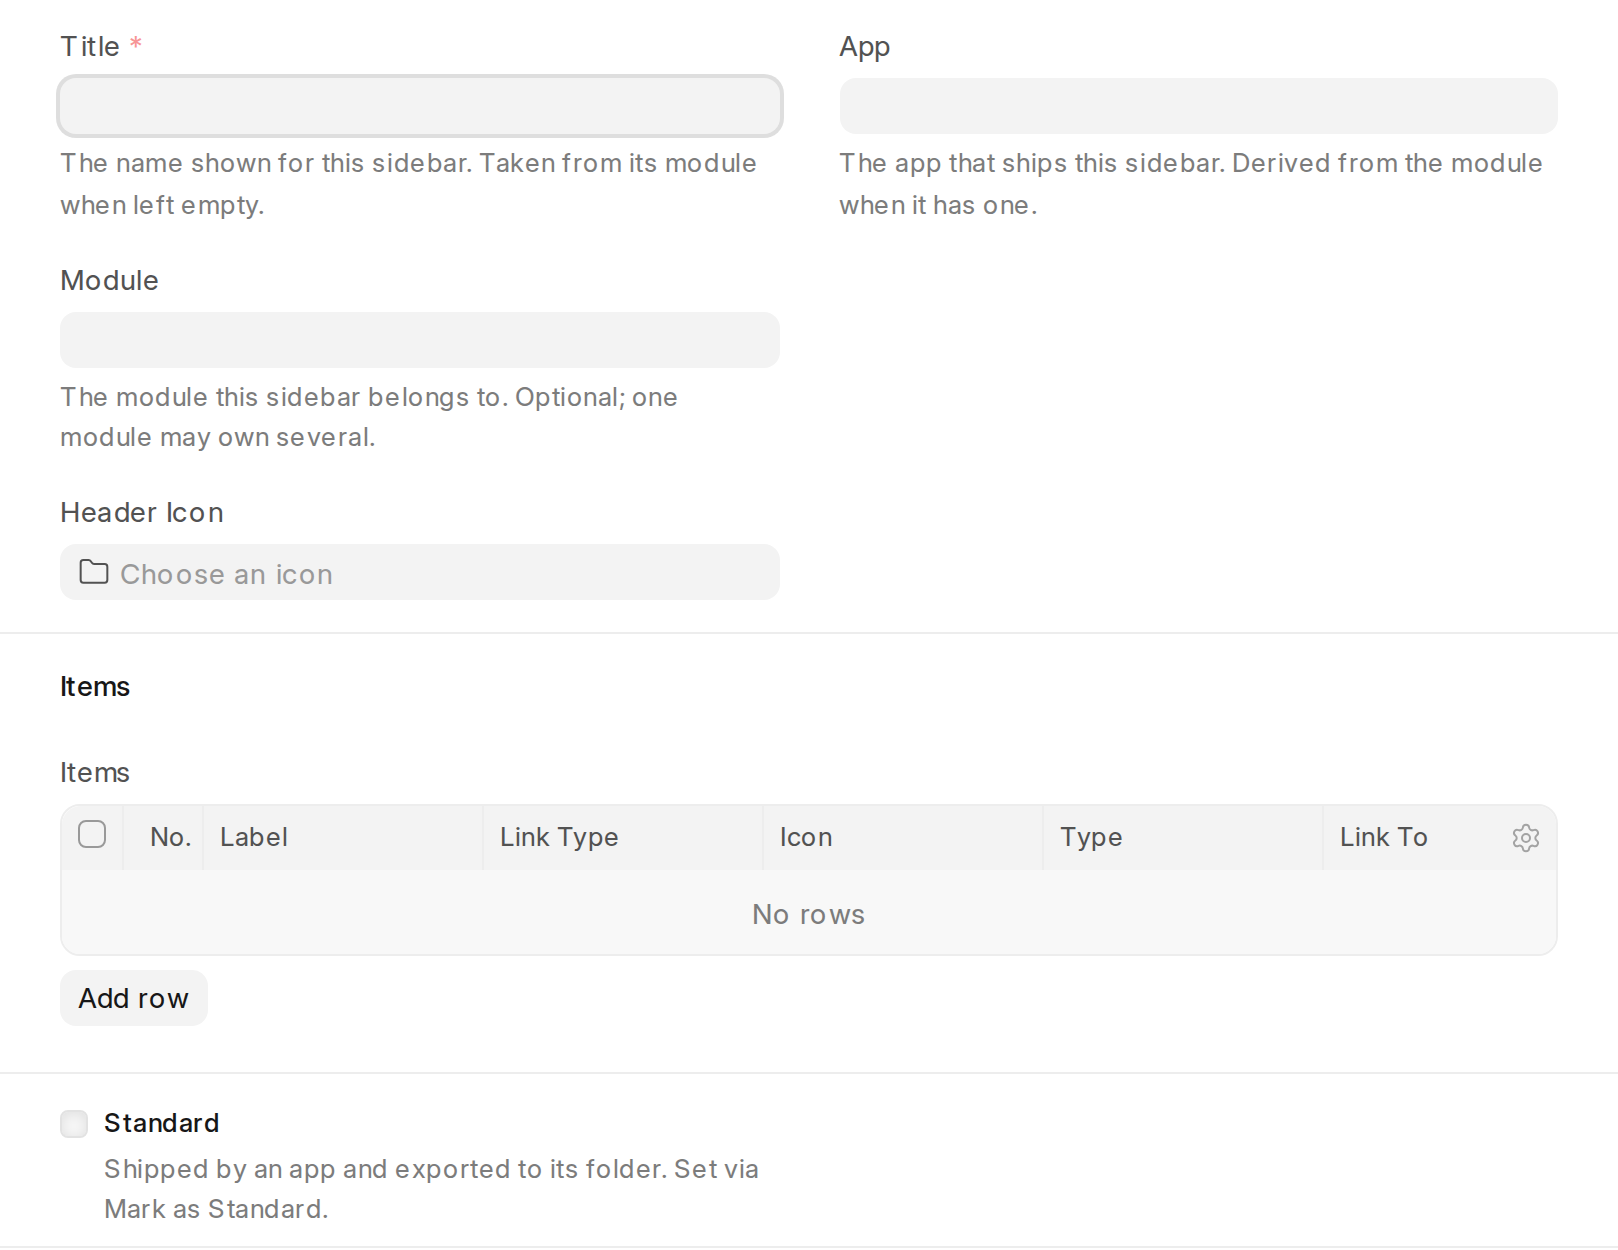 Title *
The name shown for this sidebar. Taken from its module
when left empty.
App
The app that ships this sidebar. Derived from the module
when it has one.
Module
The module this sidebar belongs to. Optional; one
module may own several.
Header Icon
Choose an icon
Items
Items
No. Label Link Type Icon Type Link To
No rows
Add row
Standard
Shipped by an app and exported to its folder. Set via
Mark as Standard.